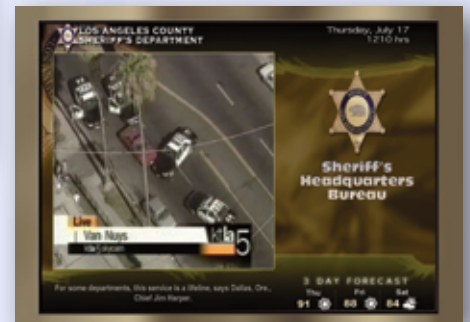 LOS ANGELES COUNTY
SHERIFF'S DEPARTMENT
Thursday, July 17
1210 hrs
Sheriff's
Headquarters
Bureau
Live
Van Nuys
5
For some departments, this service is a lifeline, says Dallas, Ore.,
Chief Jim Harper.
3 DAY FORECAST
Thu Fri Sat
91 88 84